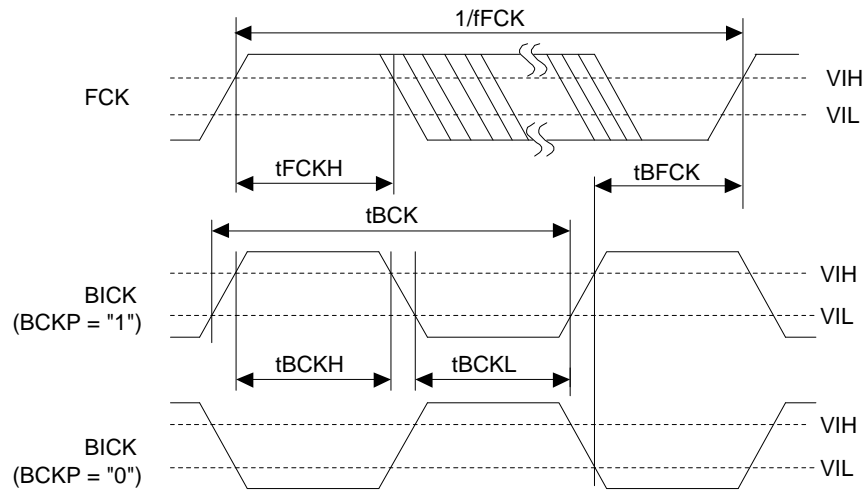 1/fFCK
FCK
VIH
VIL
tFCKH
tBFCK
tBCK
BICK
(BCKP = "1")
VIH
VIL
tBCKH
tBCKL
BICK
(BCKP = "0")
VIH
VIL